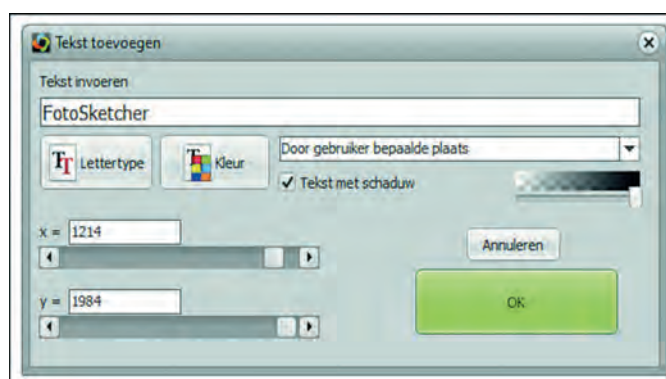 Tekst toevoegen
Tekst invoeren
FotoSketcher
Lettertype
Kleur
Door gebruiker bepaalde plaats
Tekst met schaduw
x = 1214
Annuleren
y = 1984
OK